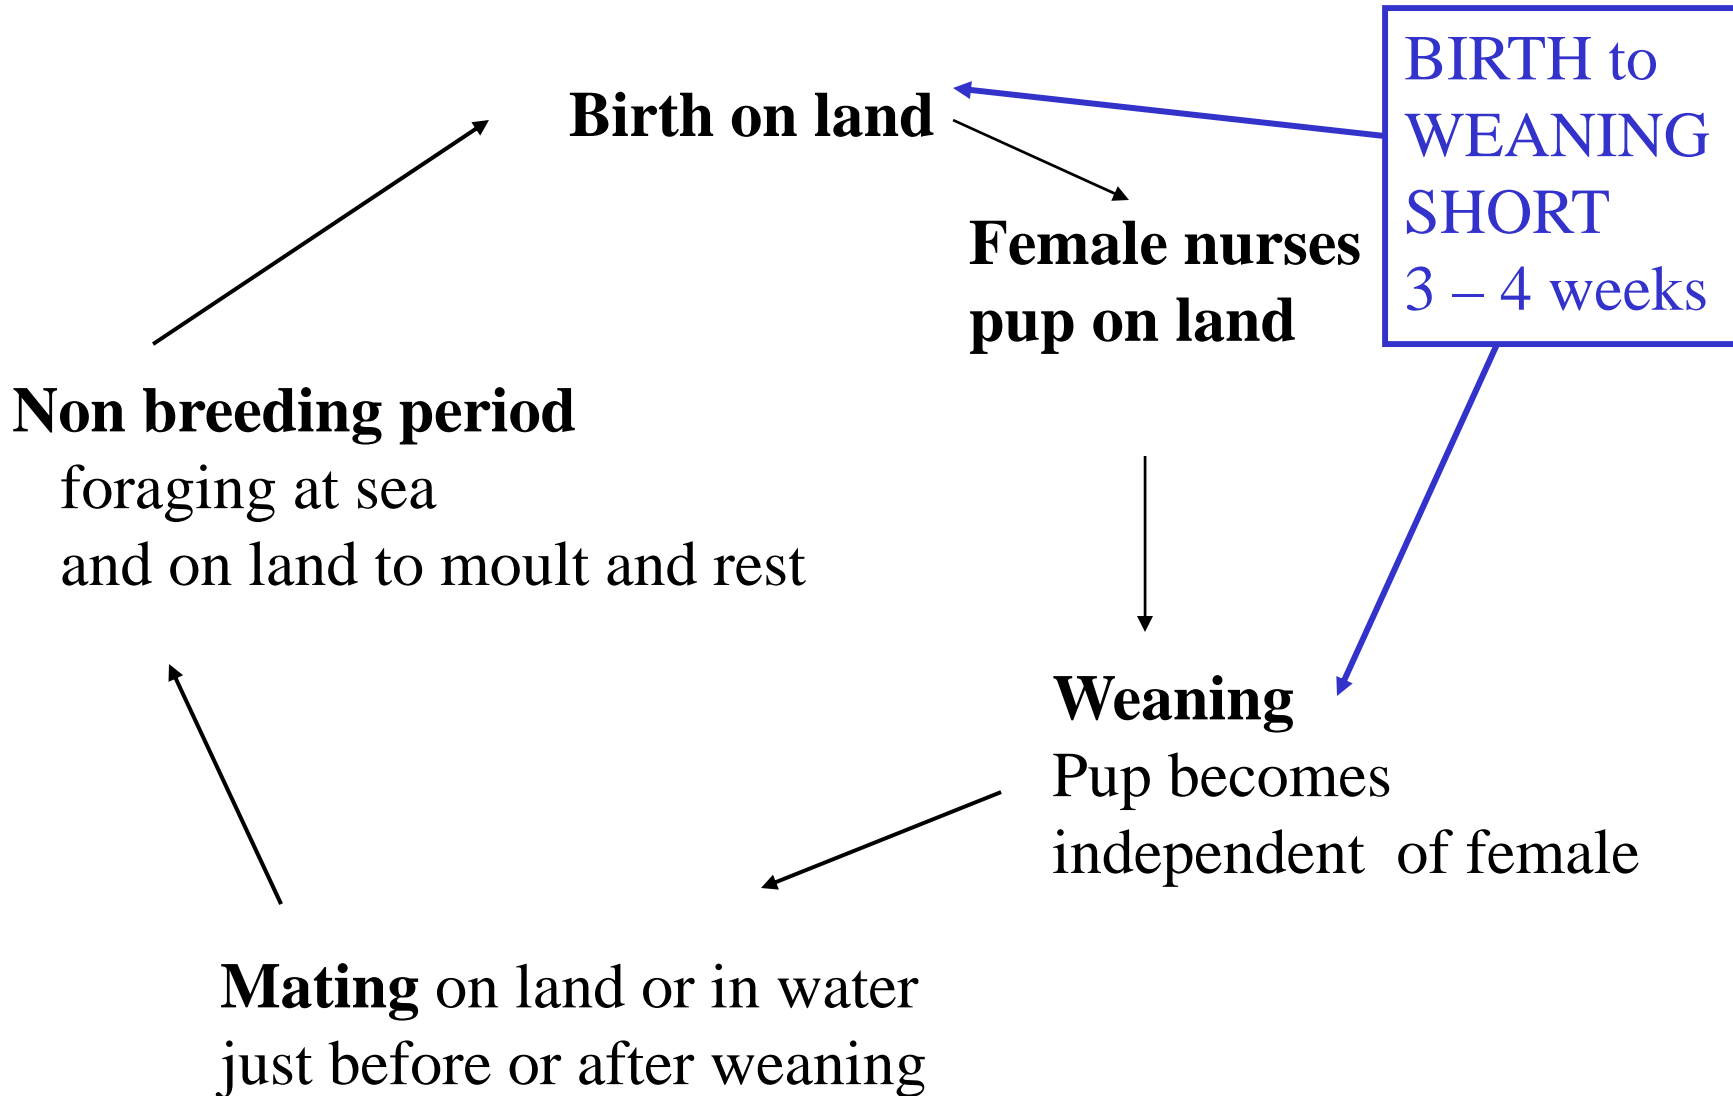 Birth on land
BIRTH to
WEANING
SHORT
3 – 4 weeks
Female nurses
pup on land
Non breeding period
foraging at sea
and on land to moult and rest
Weaning
Pup becomes
independent  of female
Mating on land or in water
just before or after weaning